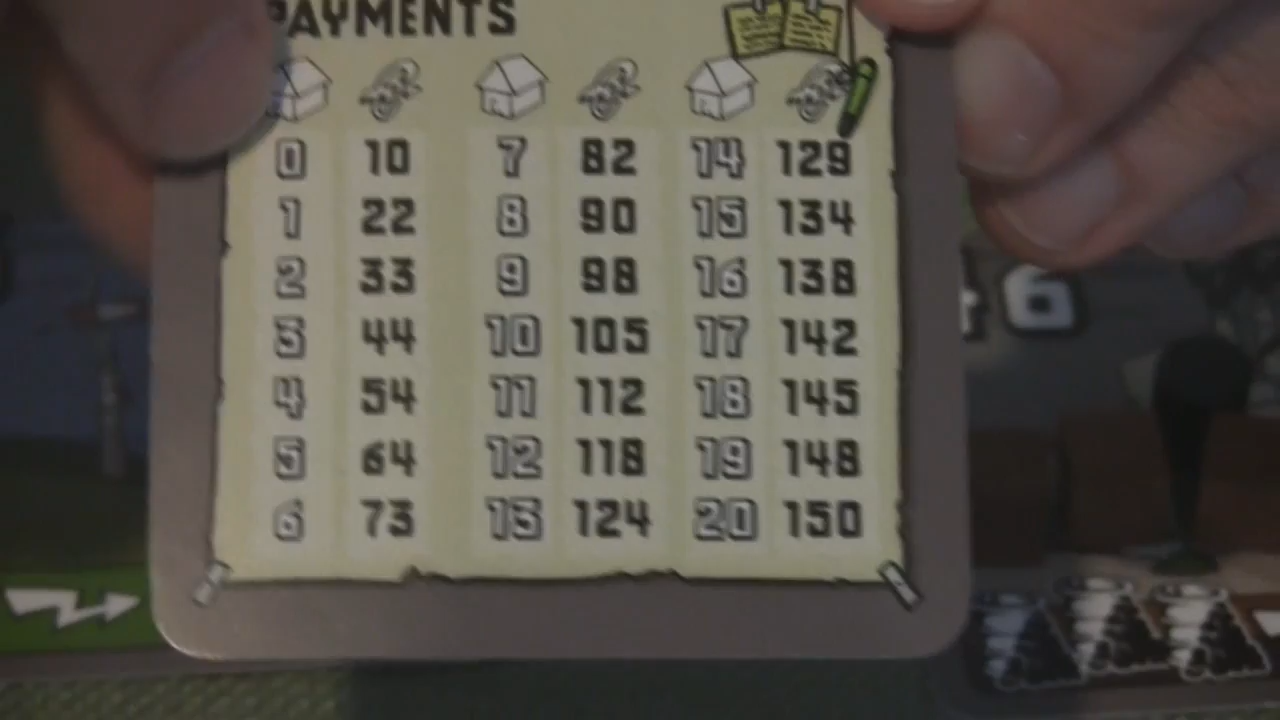 PAYMENTS
0 10 7 82 14 129
1 22 8 90 15 134
2 33 9 98 16 138
3 44 10 105 17 142
4 54 11 112 18 145
5 64 12 118 19 148
6 73 13 124 20 150
6